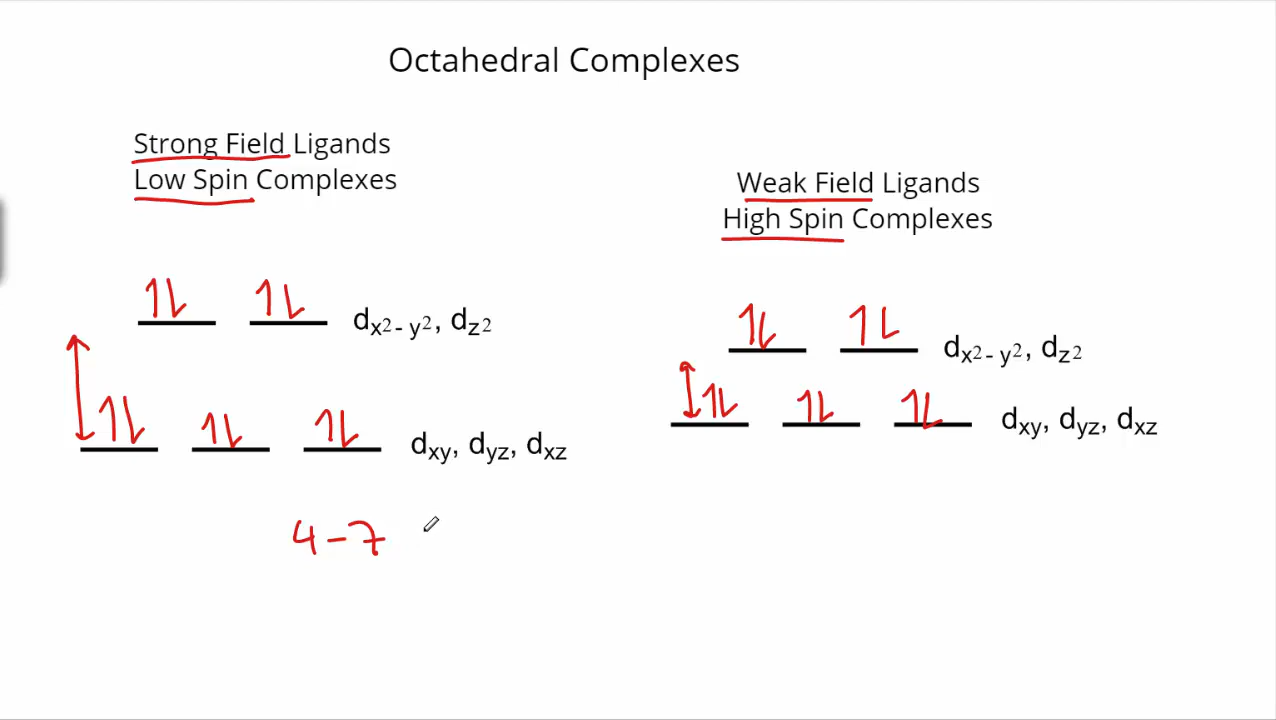 Octahedral Complexes
Strong Field Ligands
Low Spin Complexes
Weak Field Ligands
High Spin Complexes
dx2 - y2, dz2
dxy, dyz, dxz
dx2 - y2, dz2
dxy, dyz, dxz
4-7